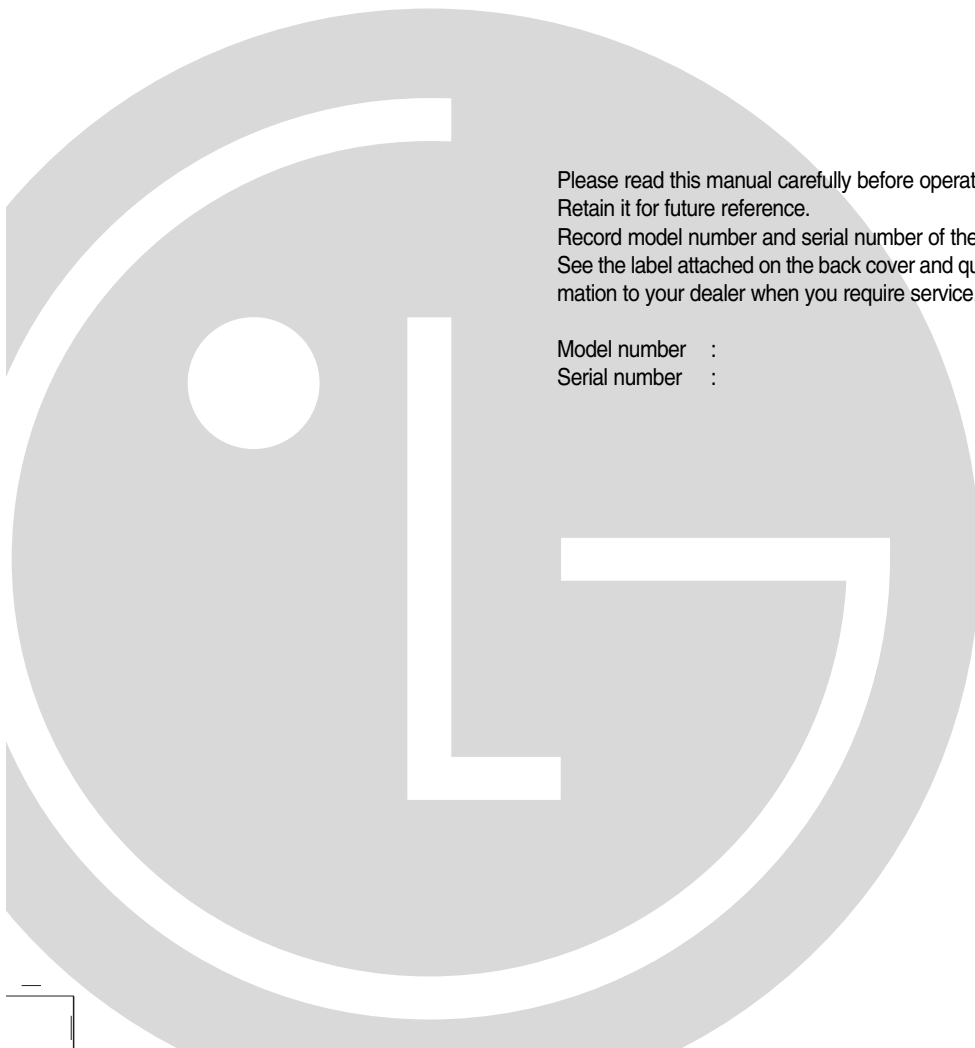 Please read this manual carefully before operat
Retain it for future reference.
Record model number and serial number of the
See the label attached on the back cover and qu
mation to your dealer when you require service
Model number :
Serial number :